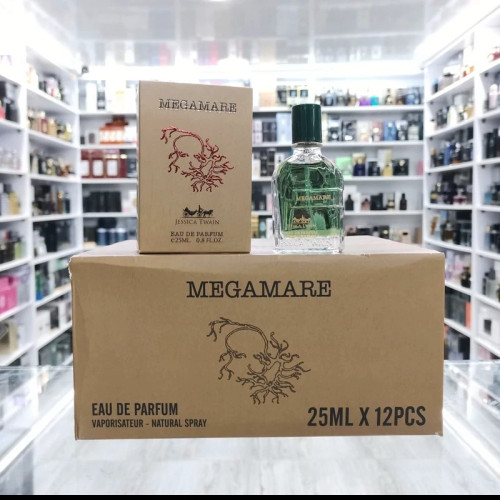 MEGAMARE
JESSICA TWAIN
EAU DE PARFUM
℮25ML. 0,8 FL.OZ.
MEGAMARE
MEGAMARE
EAU DE PARFUM
VAPORISATEUR - NATURAL SPRAY
25ML X 12PCS